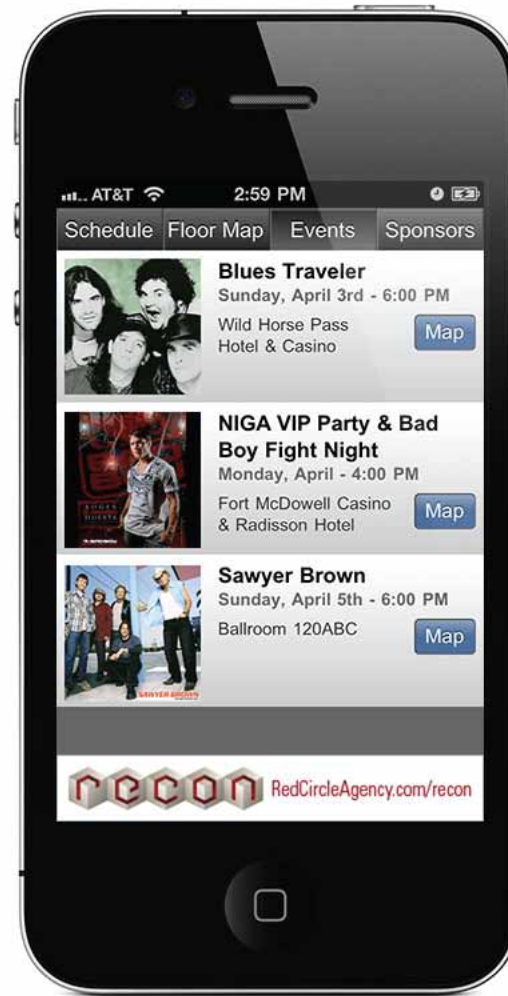 AT&T 2:59 PM
Schedule Floor Map Events Sponsors
Blues Traveler
Sunday, April 3rd - 6:00 PM
Wild Horse Pass
Hotel & Casino
Map
NIGA VIP Party & Bad
Boy Fight Night
Monday, April - 4:00 PM
Fort McDowell Casino
& Radisson Hotel
Map
Sawyer Brown
Sunday, April 5th - 6:00 PM
Ballroom 120ABC
Map
SAWYER BROWN
recon RedCircleAgency.com/recon